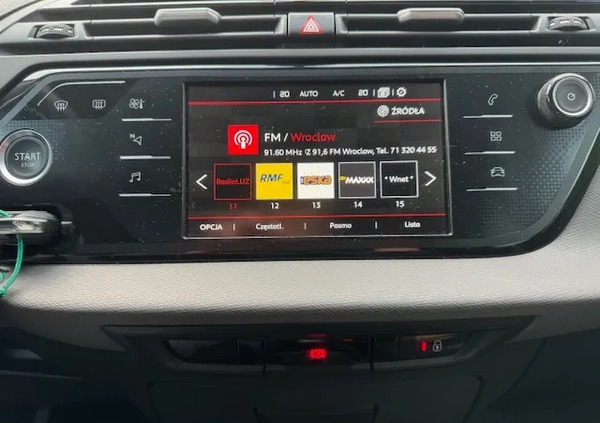 20 AUTO A/C 20
ŹRÓDŁA
FM / Wroclaw
91.60 MHz 91,6 FM Wroclaw, Tel. 71 320 44 55
RadioLUZ
RMF FM
ESKA
MAXXX
Wnet
11 12 13 14 15
OPCJA Częstotl. Pasmo Lista
START
STOP